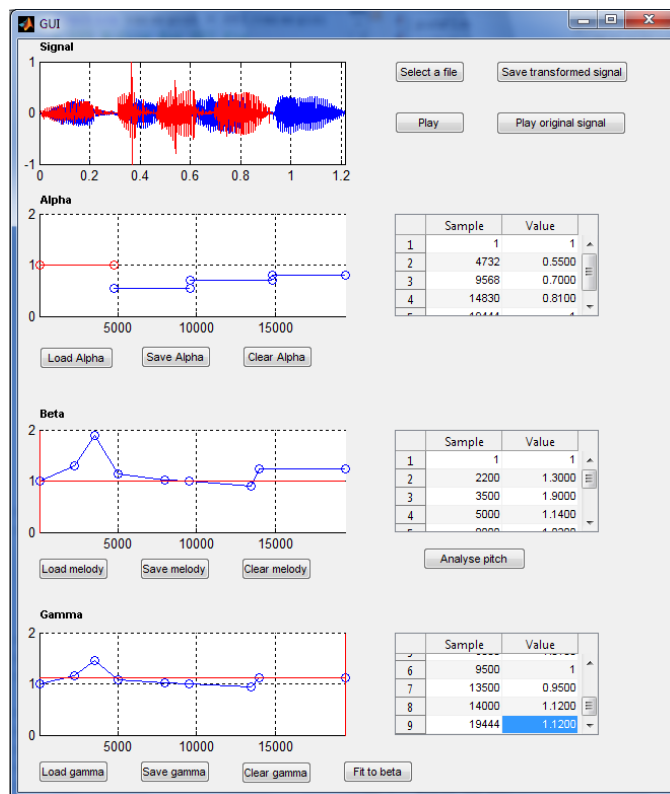 GUI
Signal
1
0
-1
0 0.2 0.4 0.6 0.8 1 1.2
Select a file Save transformed signal
Play Play original signal
Alpha
2
1
0
5000 10000 15000
Sample Value
1 1 1
2 4732 0.5500
3 9568 0.7000
4 14830 0.8100
Load Alpha Save Alpha Clear Alpha
Beta
2
1
0
5000 10000 15000
Sample Value
1 1 1
2 2200 1.3000
3 3500 1.9000
4 5000 1.1400
Load melody Save melody Clear melody
Analyse pitch
Gamma
2
1
0
5000 10000 15000
Sample Value
6 9500 1
7 13500 0.9500
8 14000 1.1200
9 19444 1.1200
Load gamma Save gamma Clear gamma Fit to beta